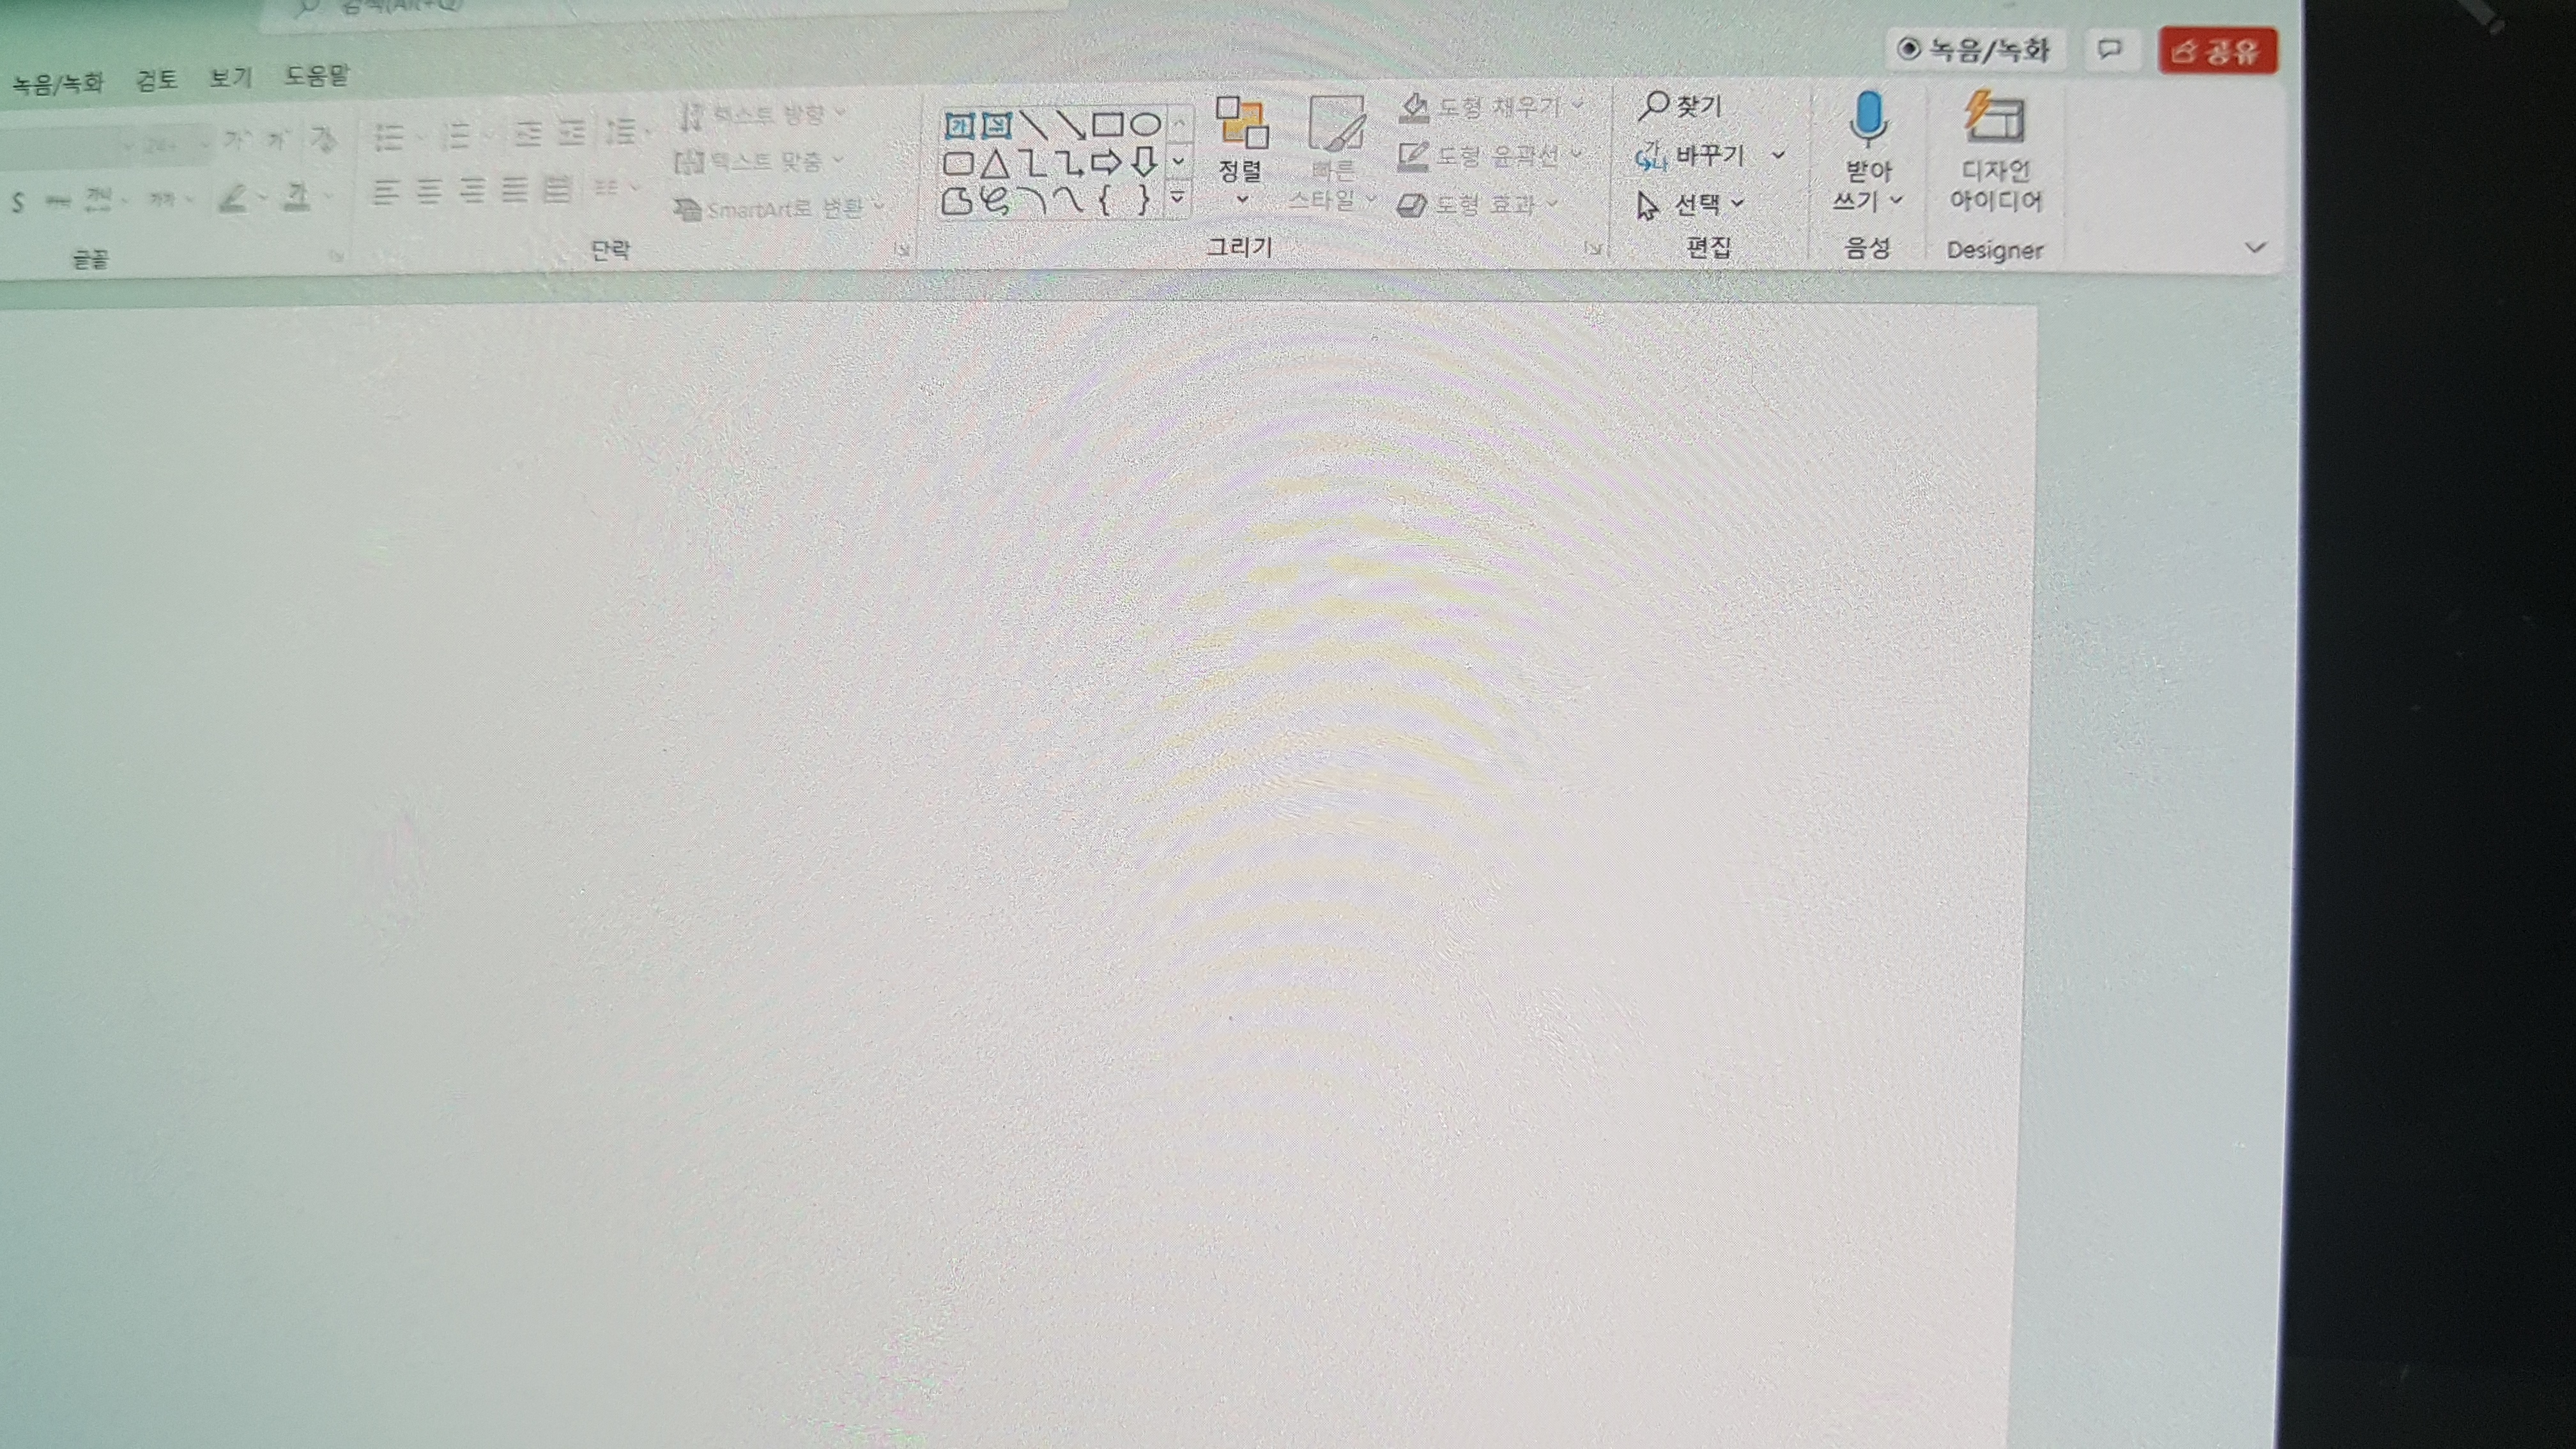 검색(Alt+Q)
녹음/녹화
공유
녹음/녹화 검토 보기 도움말
텍스트 방향
텍스트 맞춤
SmartArt로 변환
정렬
빠른
스타일
도형 채우기
도형 윤곽선
도형 효과
찾기
바꾸기
선택
받아
쓰기
디자인
아이디어
글꼴
단락
그리기
편집
음성
Designer